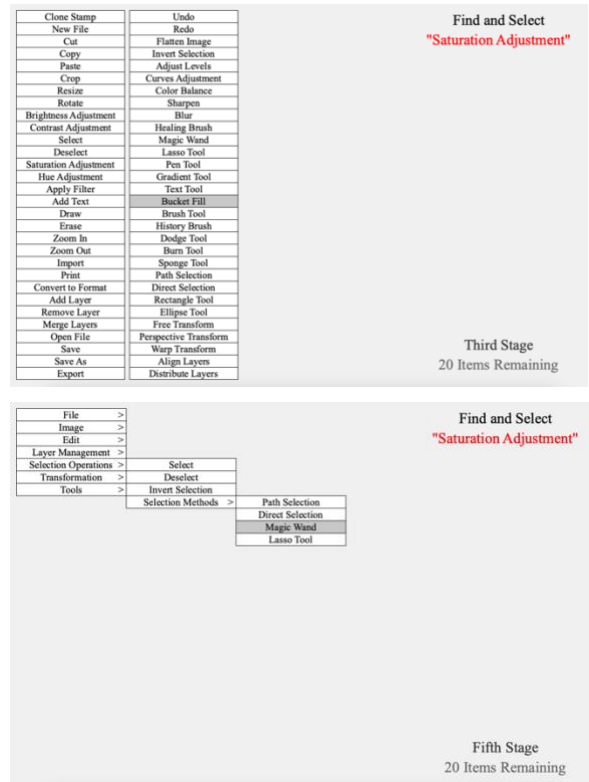 Clone Stamp
New File
Cut
Copy
Paste
Crop
Resize
Rotate
Brightness Adjustment
Contrast Adjustment
Select
Deselect
Saturation Adjustment
Hue Adjustment
Apply Filter
Add Text
Draw
Erase
Zoom In
Zoom Out
Import
Print
Convert to Format
Add Layer
Remove Layer
Merge Layers
Open File
Save
Save As
Export
Undo
Redo
Flatten Image
Invert Selection
Adjust Levels
Curves Adjustment
Color Balance
Sharpen
Blur
Healing Brush
Magic Wand
Lasso Tool
Pen Tool
Gradient Tool
Text Tool
Bucket Fill
Brush Tool
History Brush
Dodge Tool
Burn Tool
Sponge Tool
Path Selection
Direct Selection
Rectangle Tool
Ellipse Tool
Free Transform
Perspective Transform
Warp Transform
Align Layers
Distribute Layers
Find and Select
"Saturation Adjustment"
Third Stage
20 Items Remaining
File >
Image >
Edit >
Layer Management >
Selection Operations >
Transformation >
Tools >
Select
Deselect
Invert Selection
Selection Methods >
Path Selection
Direct Selection
Magic Wand
Lasso Tool
Find and Select
"Saturation Adjustment"
Fifth Stage
20 Items Remaining